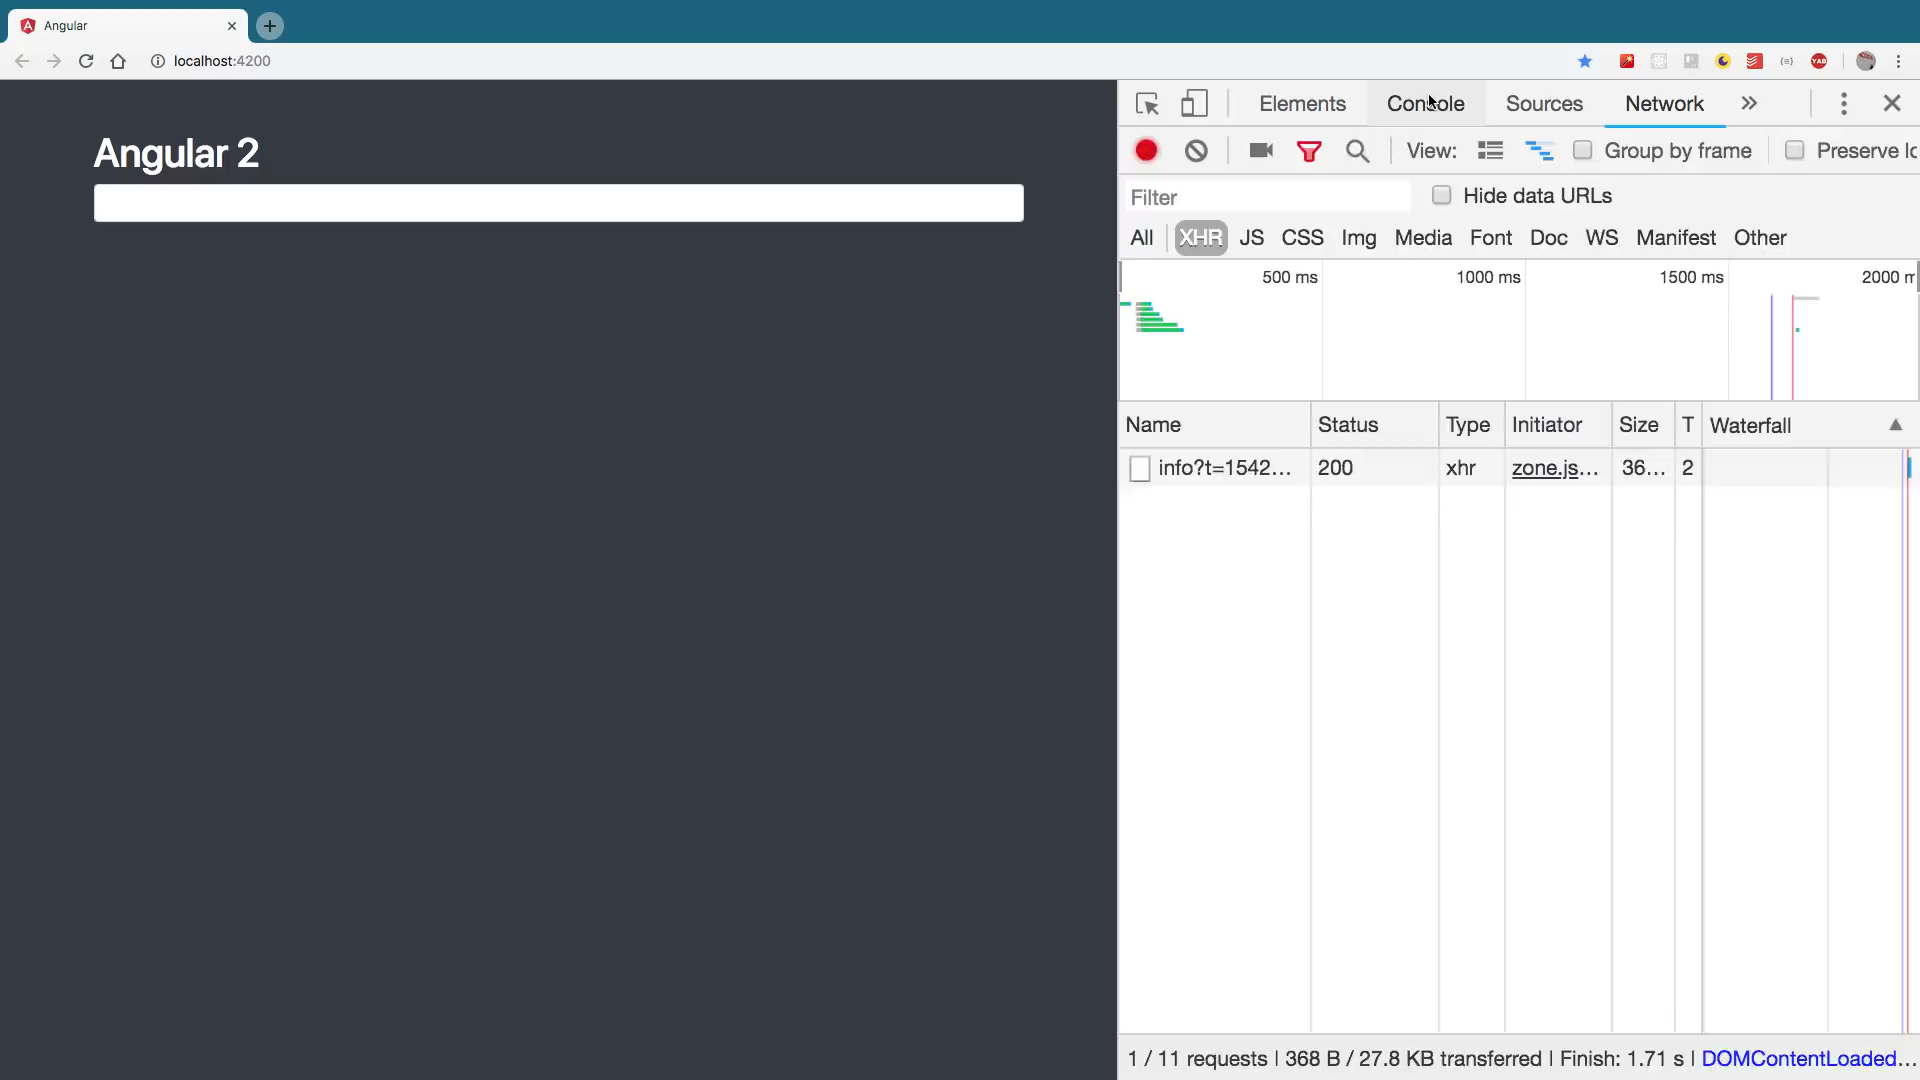 Angular
localhost:4200
Angular 2
Elements Console Sources Network
View: Group by frame Preserve lo
Filter Hide data URLs
All XHR JS CSS Img Media Font Doc WS Manifest Other
500 ms 1000 ms 1500 ms 2000 m
Name Status Type Initiator Size T Waterfall
info?t=1542... 200 xhr zone.js... 36... 2
1 / 11 requests | 368 B / 27.8 KB transferred | Finish: 1.71 s | DOMContentLoaded...